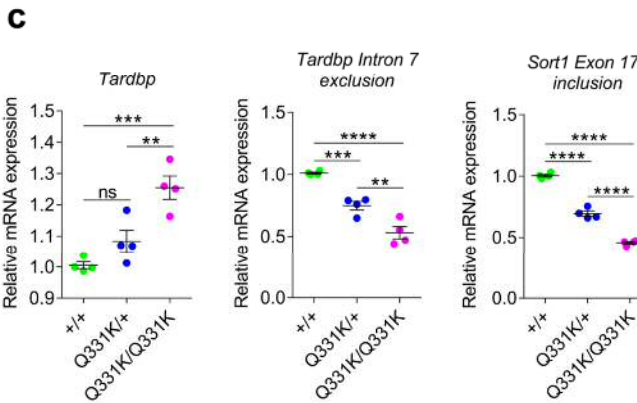 c
Tardbp
Relative mRNA expression
1.5
1.4
1.3
1.2
1.1
1.0
0.9
***
**
ns
+/+
Q331K/+
Q331K/Q331K
Tardbp Intron 7
exclusion
Relative mRNA expression
1.5
1.0
0.5
0.0
****
***
**
+/+
Q331K/+
Q331K/Q331K
Sort1 Exon 17
inclusion
Relative mRNA expression
1.5
1.0
0.5
0.0
****
****
****
+/+
Q331K/+
Q331K/Q331K